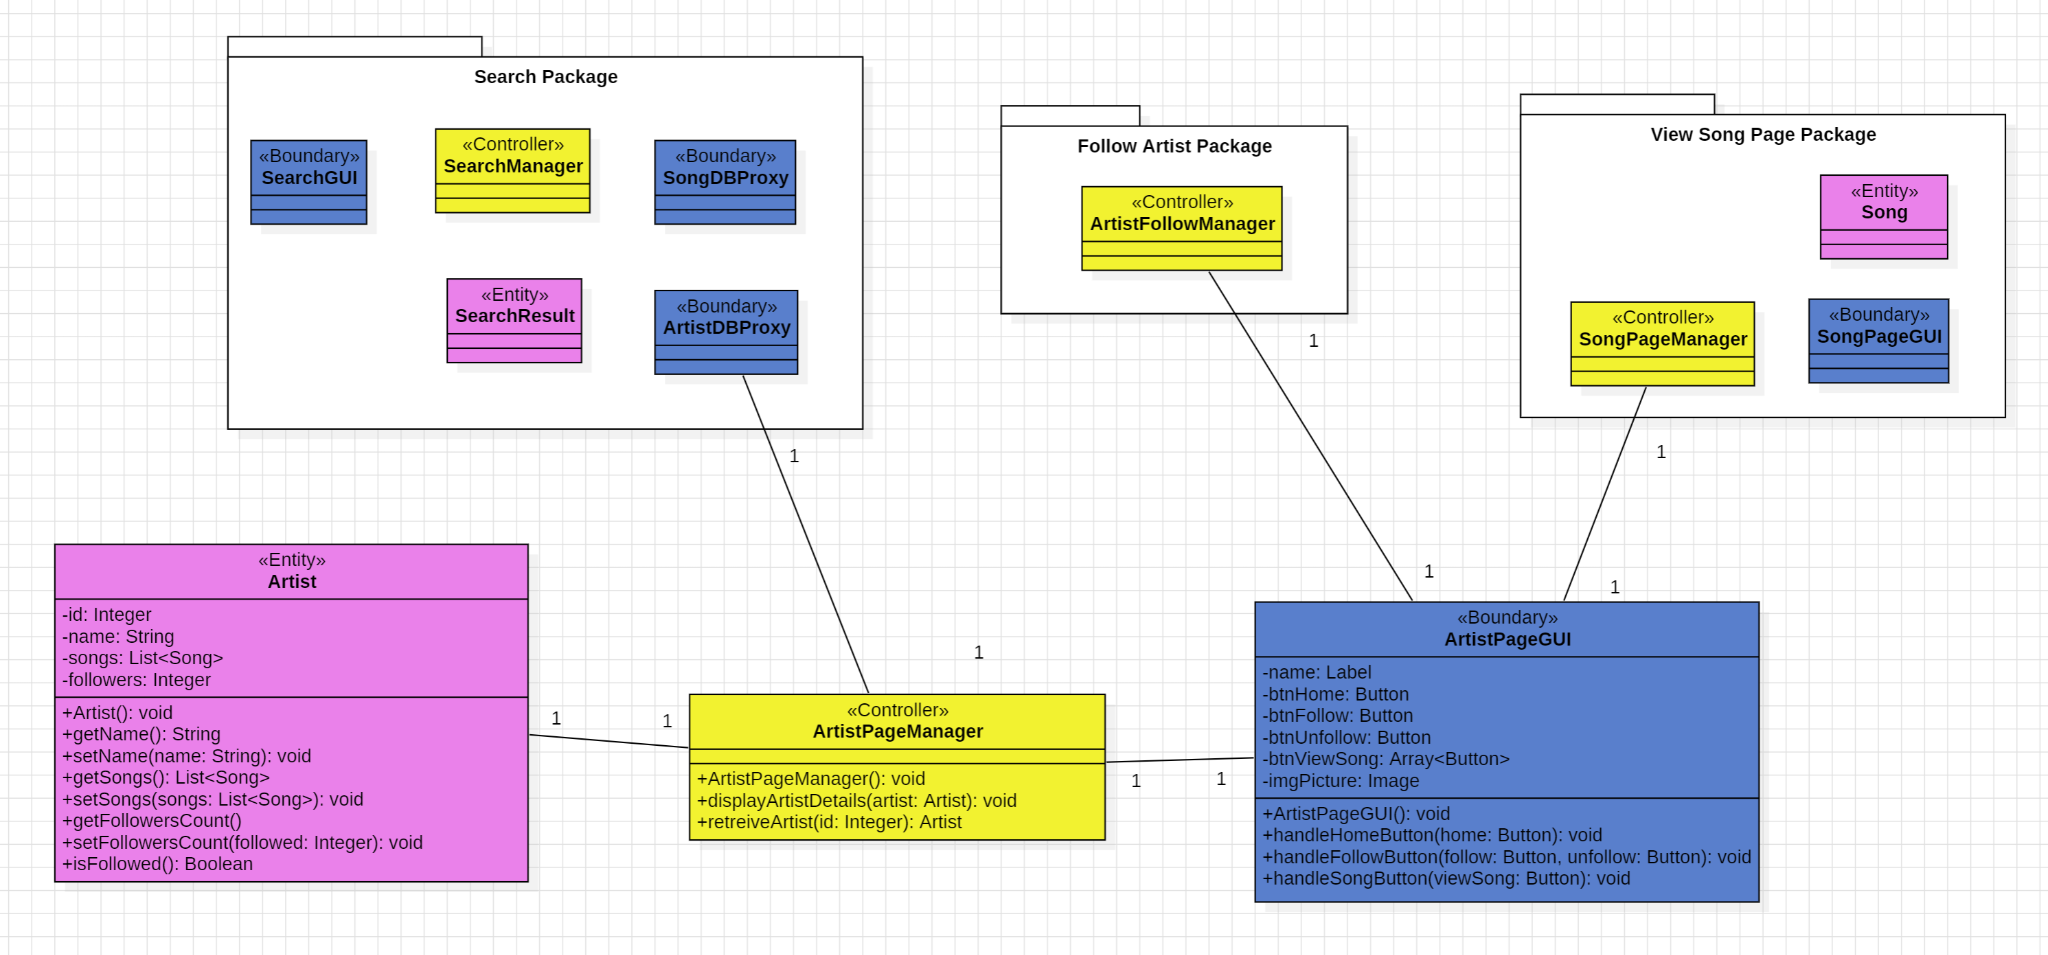 Search Package
«Boundary»
SearchGUI
«Controller»
SearchManager
«Boundary»
SongDBProxy
«Entity»
SearchResult
«Boundary»
ArtistDBProxy
Follow Artist Package
«Controller»
ArtistFollowManager
View Song Page Package
«Entity»
Song
«Controller»
SongPageManager
«Boundary»
SongPageGUI
1
1
1
1
1
1
«Entity»
Artist
-id: Integer
-name: String
-songs: List<Song>
-followers: Integer
+Artist(): void
+getName(): String
+setName(name: String): void
+getSongs(): List<Song>
+setSongs(songs: List<Song>): void
+getFollowersCount()
+setFollowersCount(followed: Integer): void
+isFollowed(): Boolean
1
1
«Controller»
ArtistPageManager
+ArtistPageManager(): void
+displayArtistDetails(artist: Artist): void
+retreiveArtist(id: Integer): Artist
1
1
«Boundary»
ArtistPageGUI
-name: Label
-btnHome: Button
-btnFollow: Button
-btnUnfollow: Button
-btnViewSong: Array<Button>
-imgPicture: Image
+ArtistPageGUI(): void
+handleHomeButton(home: Button): void
+handleFollowButton(follow: Button, unfollow: Button): void
+handleSongButton(viewSong: Button): void